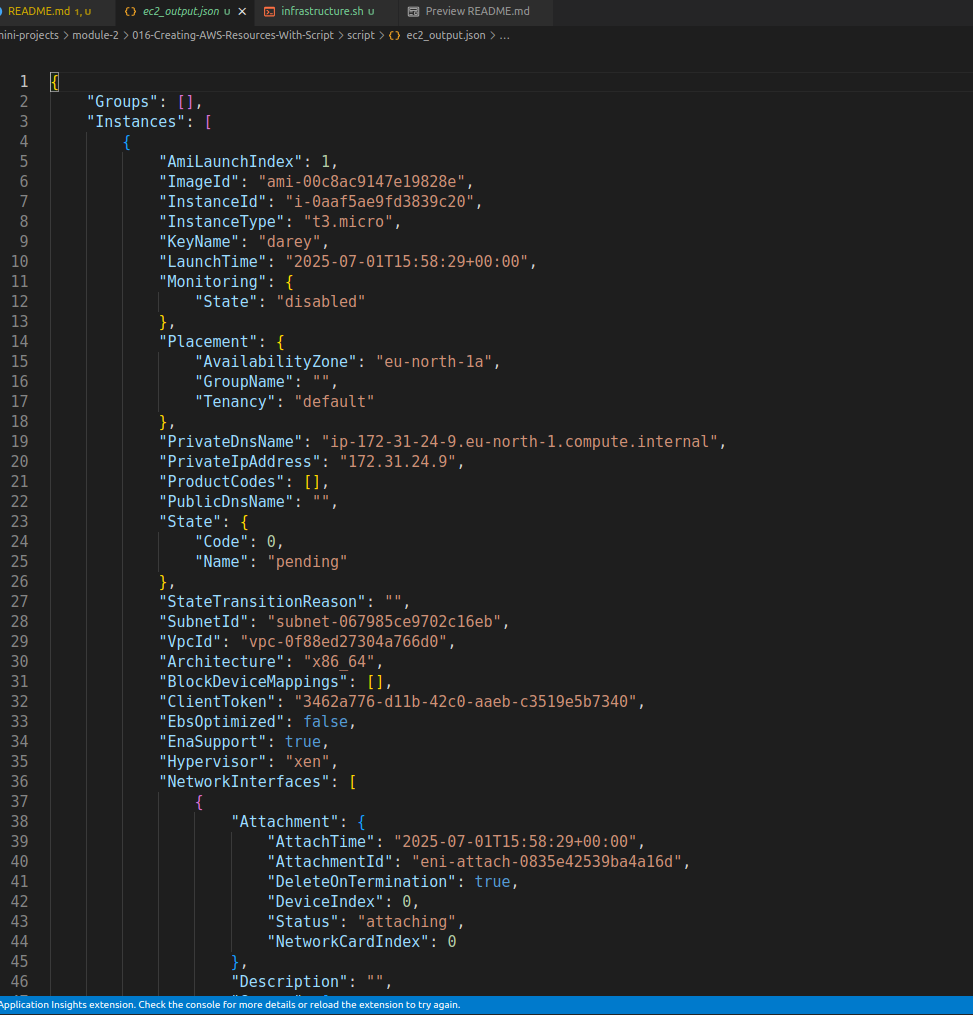 README.md 1, U {} ec2_output.json U × infrastructure.sh U Preview README.md
mini-projects > module-2 > 016-Creating-AWS-Resources-With-Script > script > {} ec2_output.json > ...
1 {
2 "Groups": [],
3 "Instances": [
4 {
5 "AmiLaunchIndex": 1,
6 "ImageId": "ami-00c8ac9147e19828e",
7 "InstanceId": "i-0aaf5ae9fd3839c20",
8 "InstanceType": "t3.micro",
9 "KeyName": "darey",
10 "LaunchTime": "2025-07-01T15:58:29+00:00",
11 "Monitoring": {
12 "State": "disabled"
13 },
14 "Placement": {
15 "AvailabilityZone": "eu-north-1a",
16 "GroupName": "",
17 "Tenancy": "default"
18 },
19 "PrivateDnsName": "ip-172-31-24-9.eu-north-1.compute.internal",
20 "PrivateIpAddress": "172.31.24.9",
21 "ProductCodes": [],
22 "PublicDnsName": "",
23 "State": {
24 "Code": 0,
25 "Name": "pending"
26 },
27 "StateTransitionReason": "",
28 "SubnetId": "subnet-067985ce9702c16eb",
29 "VpcId": "vpc-0f88ed27304a766d0",
30 "Architecture": "x86_64",
31 "BlockDeviceMappings": [],
32 "ClientToken": "3462a776-d11b-42c0-aaeb-c3519e5b7340",
33 "EbsOptimized": false,
34 "EnaSupport": true,
35 "Hypervisor": "xen",
36 "NetworkInterfaces": [
37 {
38 "Attachment": {
39 "AttachTime": "2025-07-01T15:58:29+00:00",
40 "AttachmentId": "eni-attach-0835e42539ba4a16d",
41 "DeleteOnTermination": true,
42 "DeviceIndex": 0,
43 "Status": "attaching",
44 "NetworkCardIndex": 0
45 },
46 "Description": "",
Application Insights extension. Check the console for more details or reload the extension to try again.